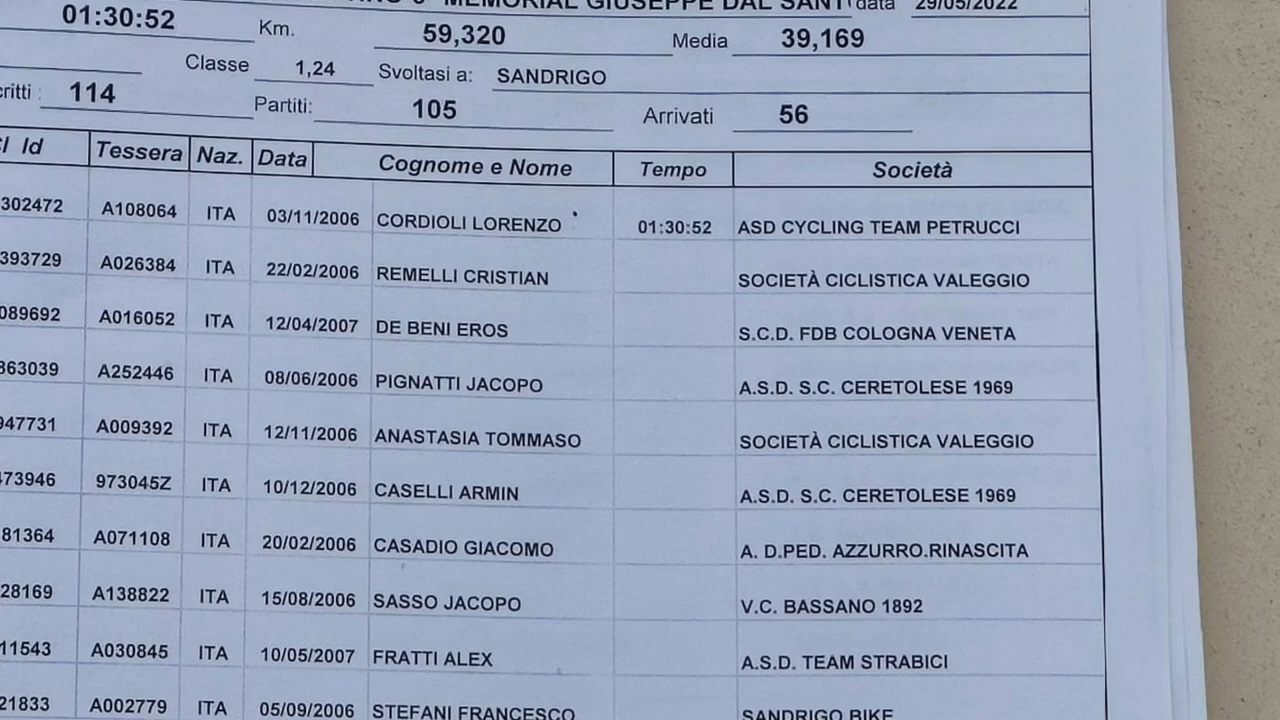 MEMORIAL GIUSEPPE DAL SANT data 29/05/2022
01:30:52 Km. 59,320 Media 39,169
Classe 1,24 Svoltasi a: SANDRIGO
critti : 114 Partiti: 105 Arrivati 56
Id Tessera Naz. Data Cognome e Nome Tempo Società
302472 A108064 ITA 03/11/2006 CORDIOLI LORENZO 01:30:52 ASD CYCLING TEAM PETRUCCI
393729 A026384 ITA 22/02/2006 REMELLI CRISTIAN SOCIETÀ CICLISTICA VALEGGIO
089692 A016052 ITA 12/04/2007 DE BENI EROS S.C.D. FDB COLOGNA VENETA
363039 A252446 ITA 08/06/2006 PIGNATTI JACOPO A.S.D. S.C. CERETOLESE 1969
947731 A009392 ITA 12/11/2006 ANASTASIA TOMMASO SOCIETÀ CICLISTICA VALEGGIO
473946 973045Z ITA 10/12/2006 CASELLI ARMIN A.S.D. S.C. CERETOLESE 1969
81364 A071108 ITA 20/02/2006 CASADIO GIACOMO A. D.PED. AZZURRO.RINASCITA
28169 A138822 ITA 15/08/2006 SASSO JACOPO V.C. BASSANO 1892
11543 A030845 ITA 10/05/2007 FRATTI ALEX A.S.D. TEAM STRABICI
21833 A002779 ITA 05/09/2006 STEFANI FRANCESCO SANDRIGO BIKE